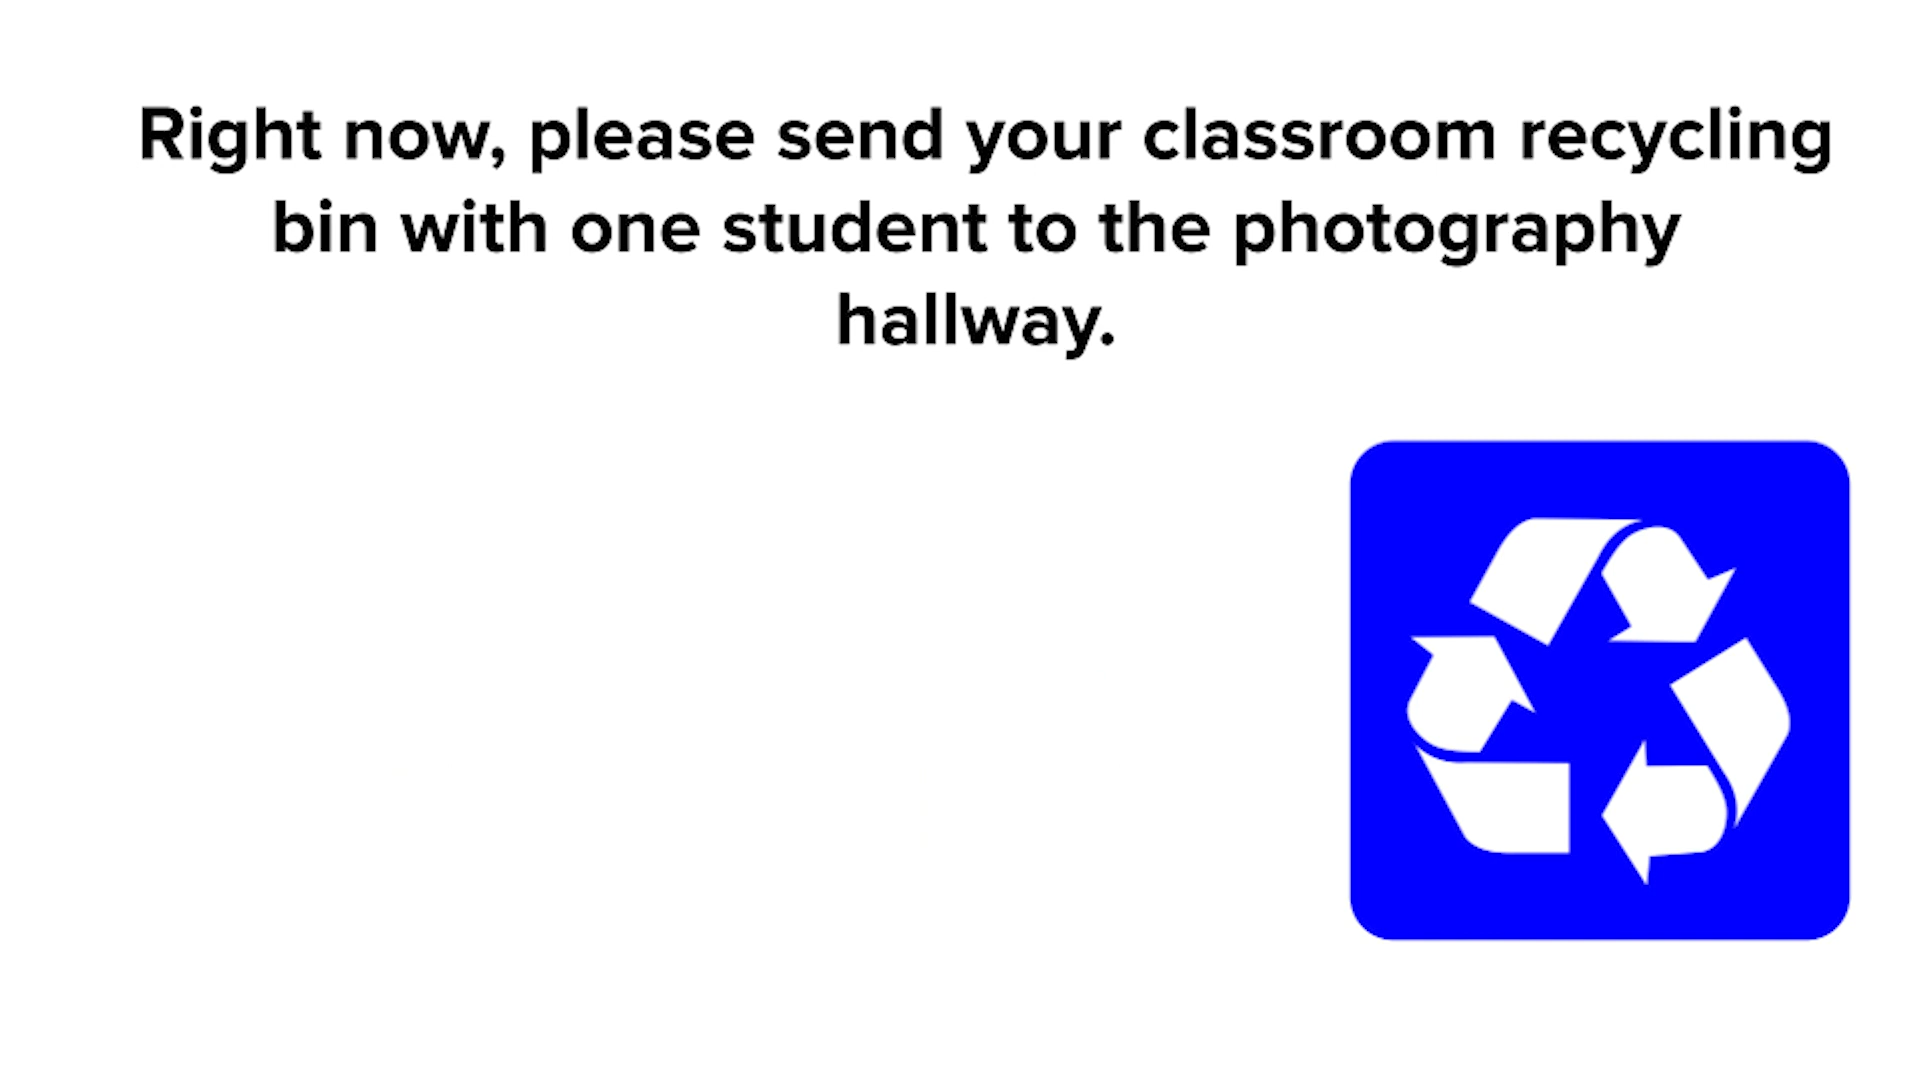 Right now, please send your classroom recycling
bin with one student to the photography
hallway.